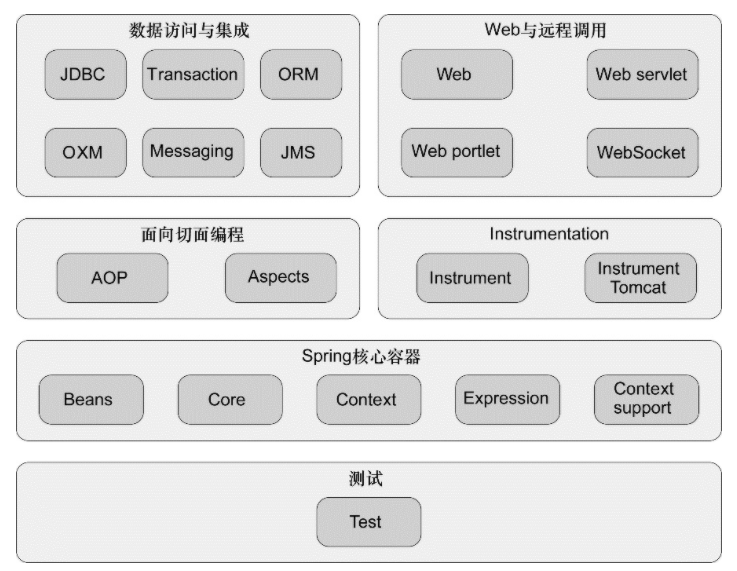 数据访问与集成
JDBC
Transaction
ORM
OXM
Messaging
JMS
Web与远程调用
Web
Web servlet
Web portlet
WebSocket
面向切面编程
AOP
Aspects
Instrumentation
Instrument
Instrument
Tomcat
Spring核心容器
Beans
Core
Context
Expression
Context
support
测试
Test